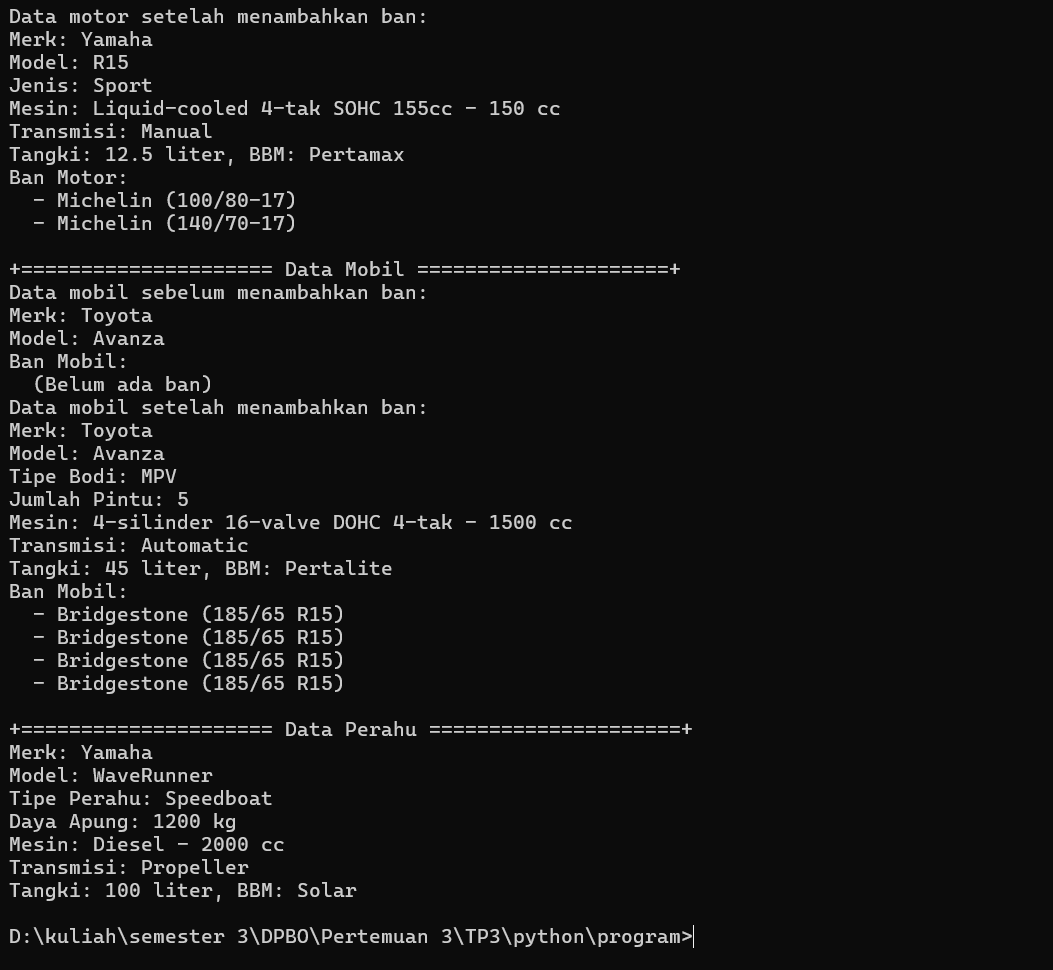 Data motor setelah menambahkan ban:
Merk: Yamaha
Model: R15
Jenis: Sport
Mesin: Liquid-cooled 4-tak SOHC 155cc - 150 cc
Transmisi: Manual
Tangki: 12.5 liter, BBM: Pertamax
Ban Motor:
  - Michelin (100/80-17)
  - Michelin (140/70-17)

+===================== Data Mobil =====================+
Data mobil sebelum menambahkan ban:
Merk: Toyota
Model: Avanza
Ban Mobil:
  (Belum ada ban)
Data mobil setelah menambahkan ban:
Merk: Toyota
Model: Avanza
Tipe Bodi: MPV
Jumlah Pintu: 5
Mesin: 4-silinder 16-valve DOHC 4-tak - 1500 cc
Transmisi: Automatic
Tangki: 45 liter, BBM: Pertalite
Ban Mobil:
  - Bridgestone (185/65 R15)
  - Bridgestone (185/65 R15)
  - Bridgestone (185/65 R15)
  - Bridgestone (185/65 R15)

+===================== Data Perahu =====================+
Merk: Yamaha
Model: WaveRunner
Tipe Perahu: Speedboat
Daya Apung: 1200 kg
Mesin: Diesel - 2000 cc
Transmisi: Propeller
Tangki: 100 liter, BBM: Solar

D:\kuliah\semester 3\DPBO\Pertemuan 3\TP3\python\program>